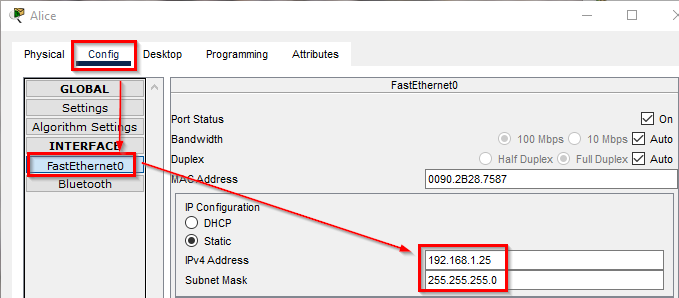 Alice
Physical Config Desktop Programming Attributes
GLOBAL
Settings
Algorithm Settings
INTERFACE
FastEthernet0
Bluetooth
FastEthernet0
Port Status On
Bandwidth 100 Mbps 10 Mbps Auto
Duplex Half Duplex Full Duplex Auto
MAC Address 0090.2B28.7587
IP Configuration
DHCP
Static
IPv4 Address 192.168.1.25
Subnet Mask 255.255.255.0